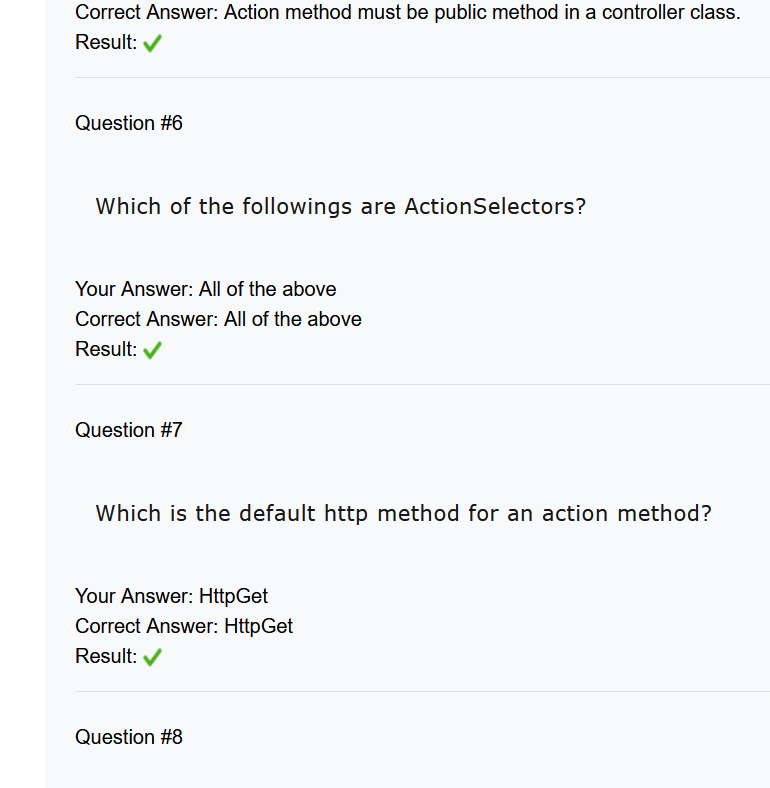 Correct Answer: Action method must be public method in a controller class.
Result:
Question #6
Which of the followings are ActionSelectors?
Your Answer: All of the above
Correct Answer: All of the above
Result:
Question #7
Which is the default http method for an action method?
Your Answer: HttpGet
Correct Answer: HttpGet
Result:
Question #8